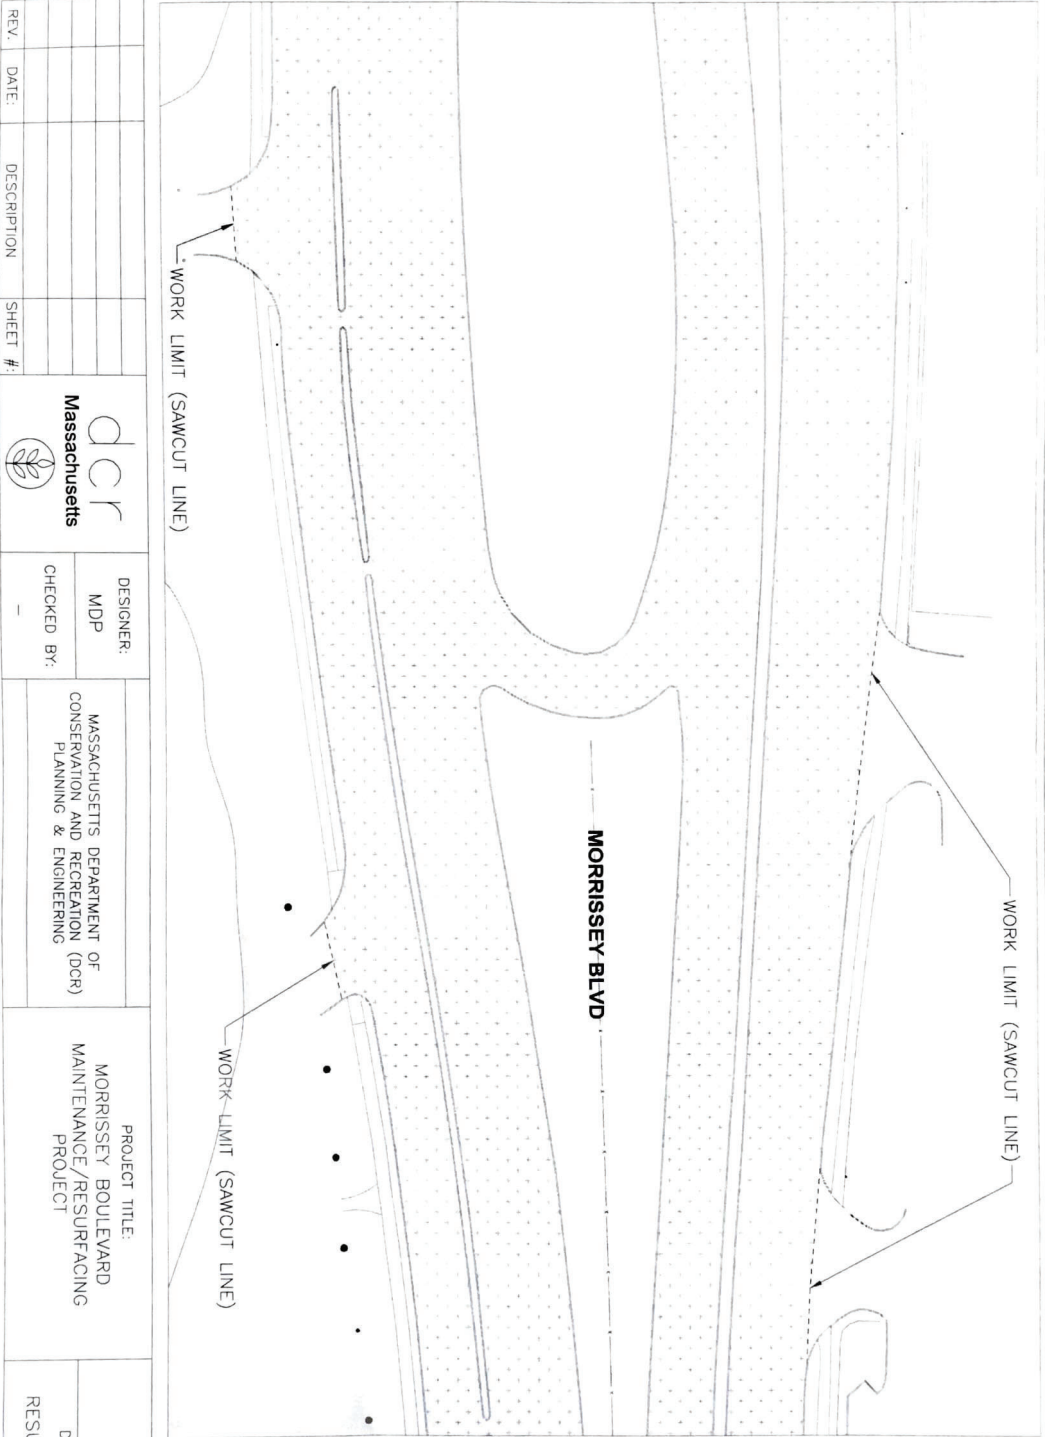 WORK LIMIT (SAWCUT LINE)
MORRISSEY BLVD
WORK LIMIT (SAWCUT LINE)
WORK LIMIT (SAWCUT LINE)
REV.
DATE:
DESCRIPTION
SHEET #:
dcr
Massachusetts
DESIGNER:
MDP
CHECKED BY:
–
MASSACHUSETTS DEPARTMENT OF
CONSERVATION AND RECREATION (DCR)
PLANNING & ENGINEERING
PROJECT TITLE:
MORRISSEY BOULEVARD
MAINTENANCE/RESURFACING
PROJECT